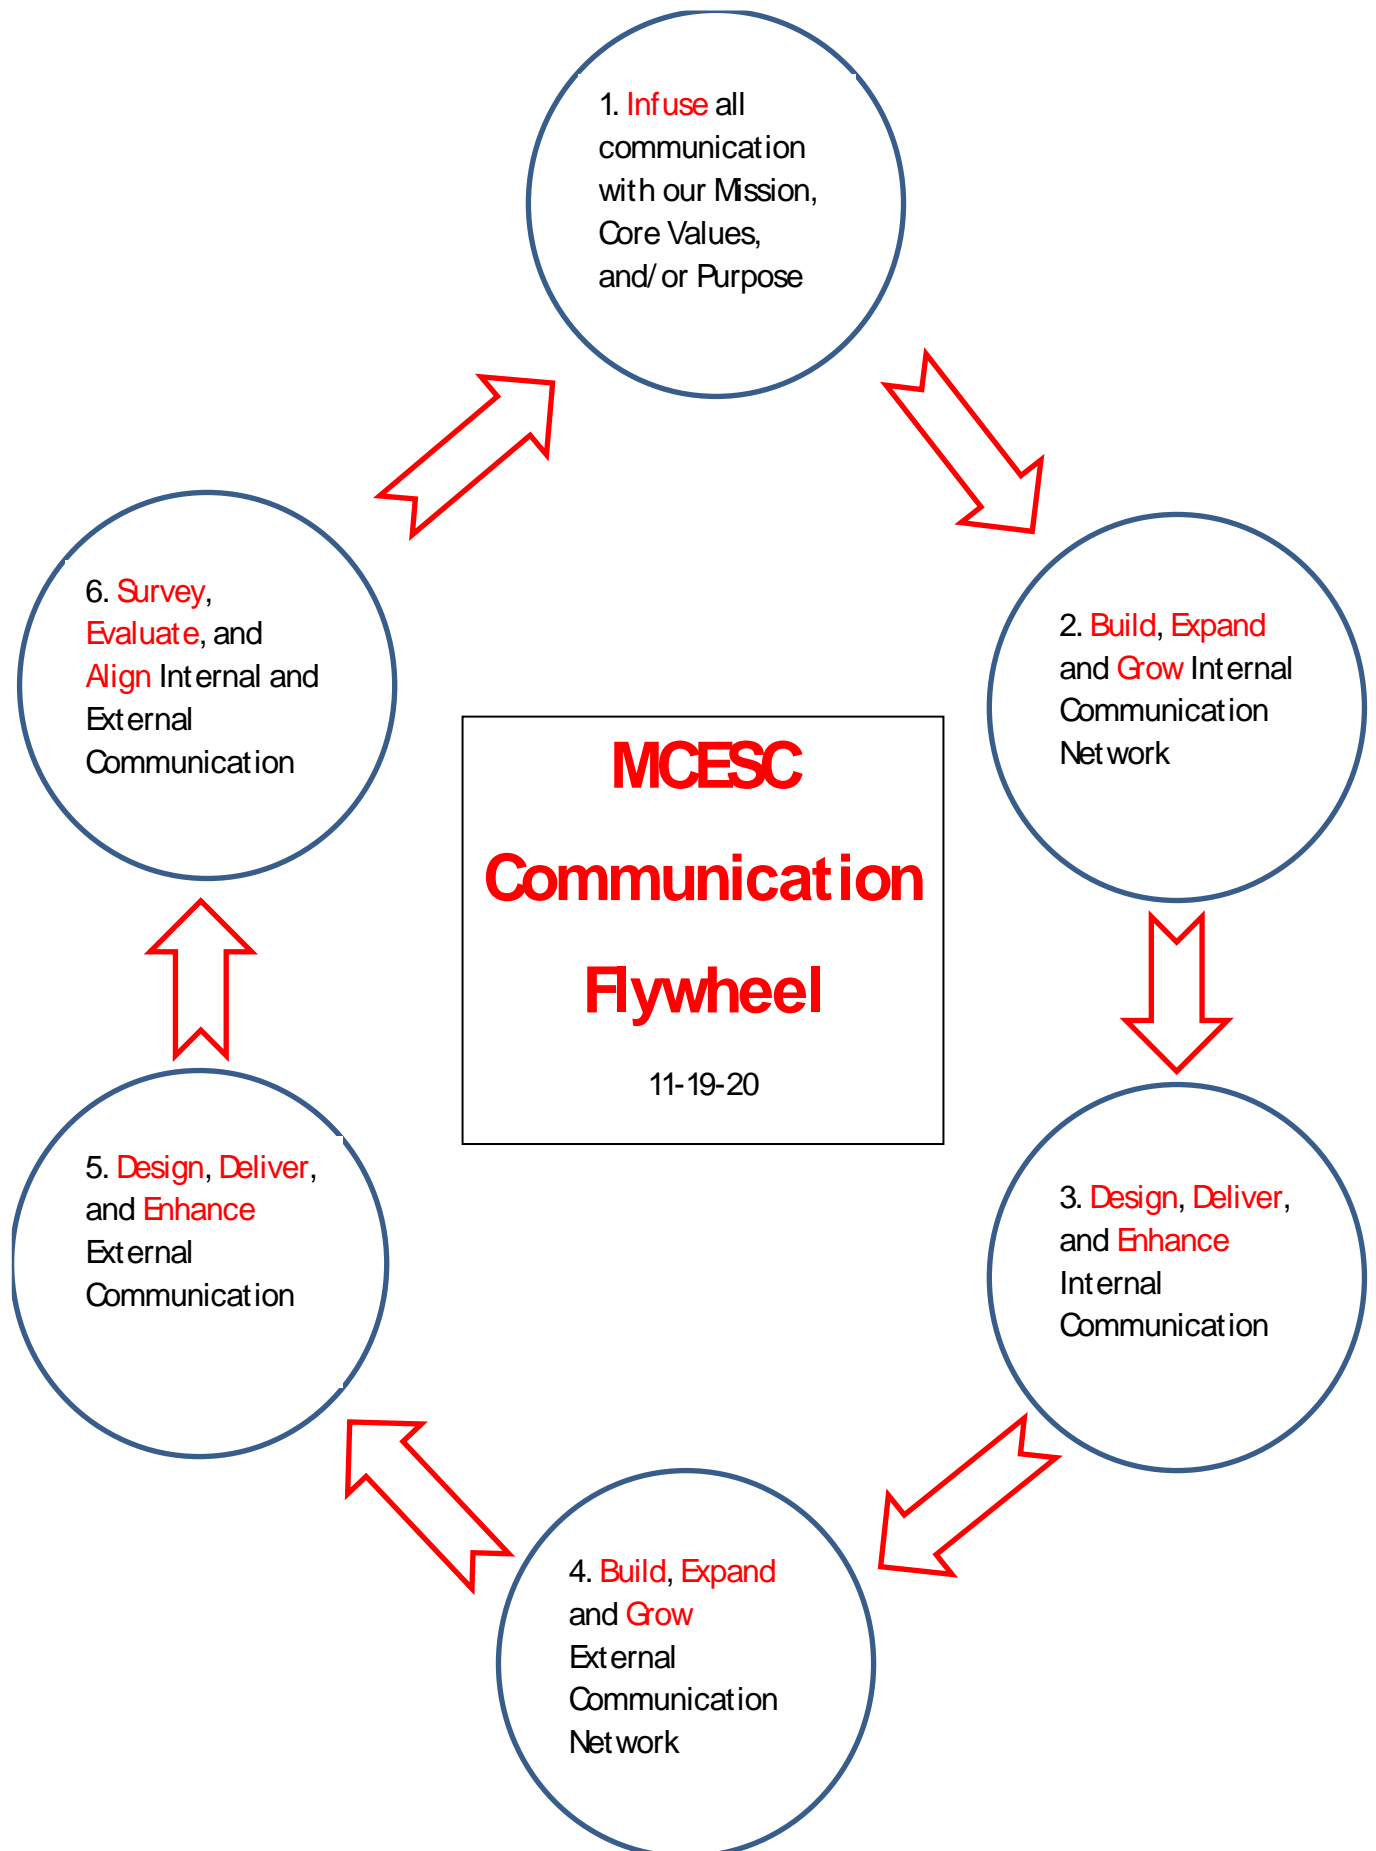 1. Infuse all
communication
with our Mission,
Core Values,
and/or Purpose
2. Build, Expand
and Grow Internal
Communication
Network
3. Design, Deliver,
and Enhance
Internal
Communication
4. Build, Expand
and Grow
External
Communication
Network
5. Design, Deliver,
and Enhance
External
Communication
6. Survey,
Evaluate, and
Align Internal and
External
Communication
MCESC
Communication
Flywheel
11-19-20